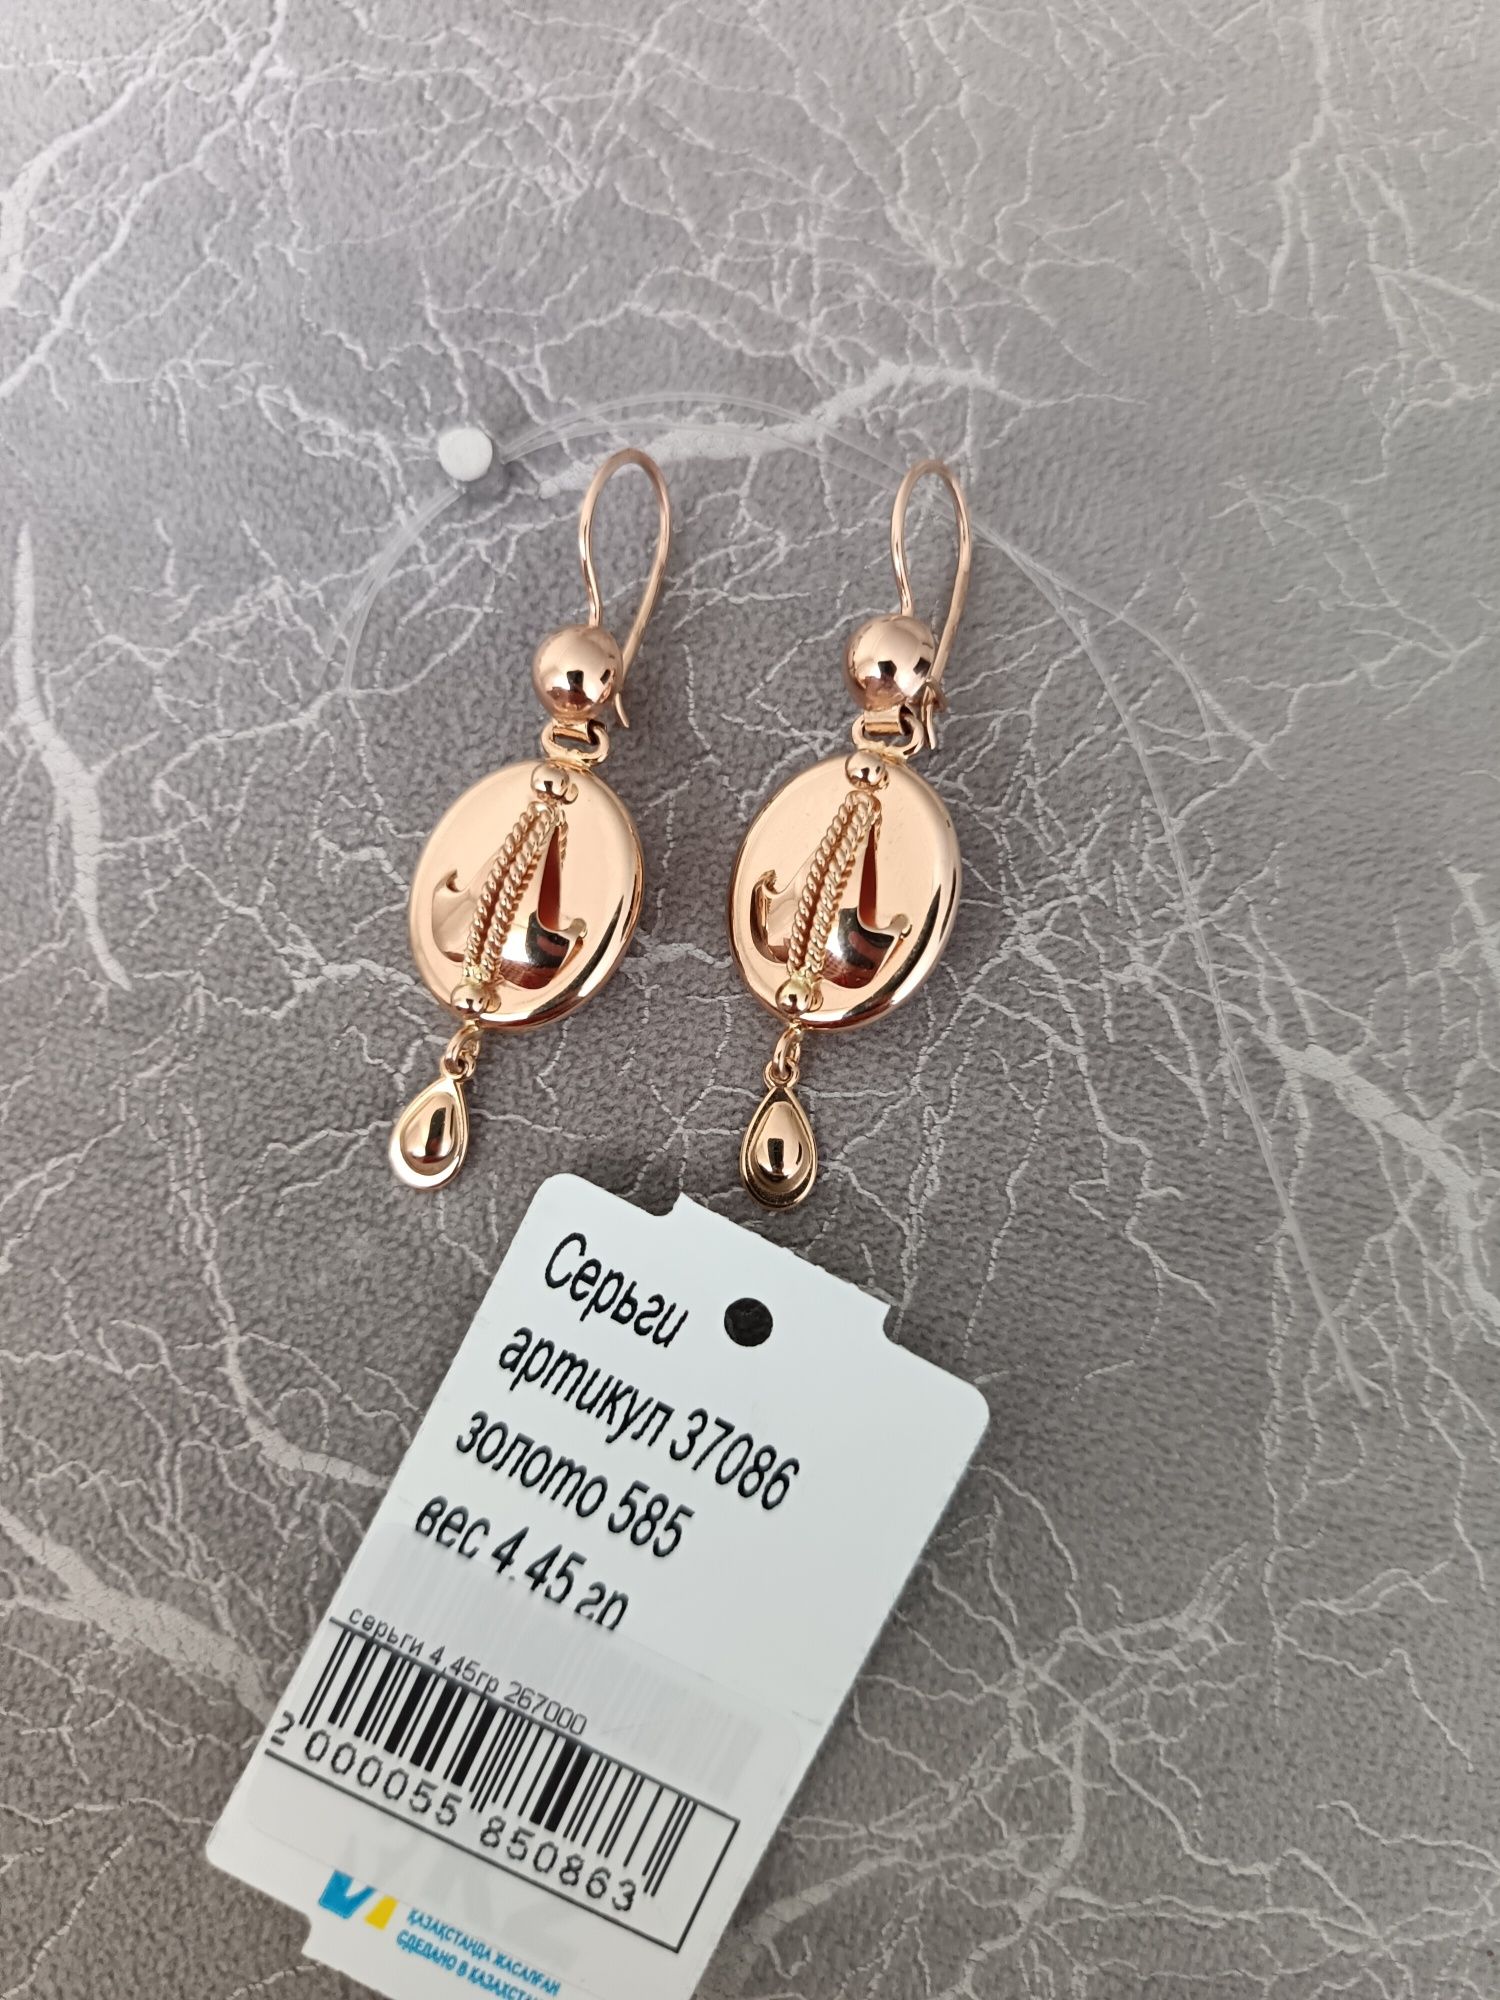 Серьги
артикул 37086
золото 585
вес 4.45 гр
серьги 4,45гр 267000
2 000055 850863
ҚАЗАҚСТАНДА ЖАСАЛҒАН
СДЕЛАНО В КАЗАХСТАН